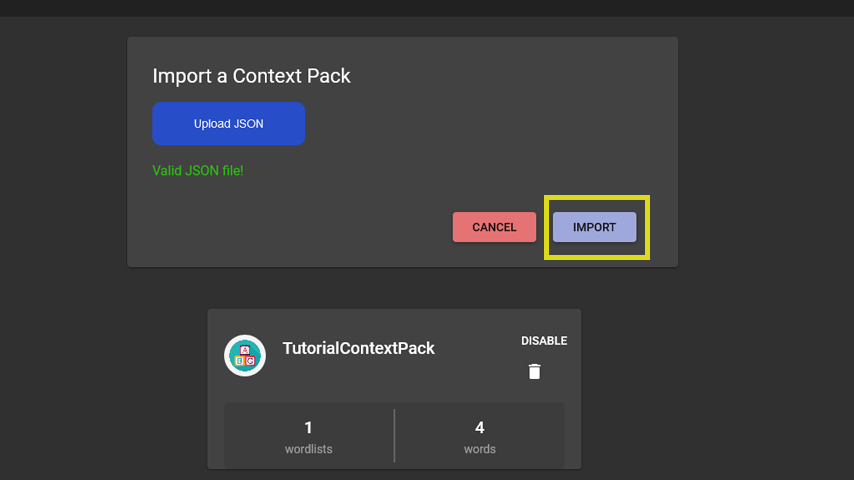 Import a Context Pack
Upload JSON
Valid JSON file!
CANCEL
IMPORT
TutorialContextPack
DISABLE
A
B C
1
4
wordlists
words